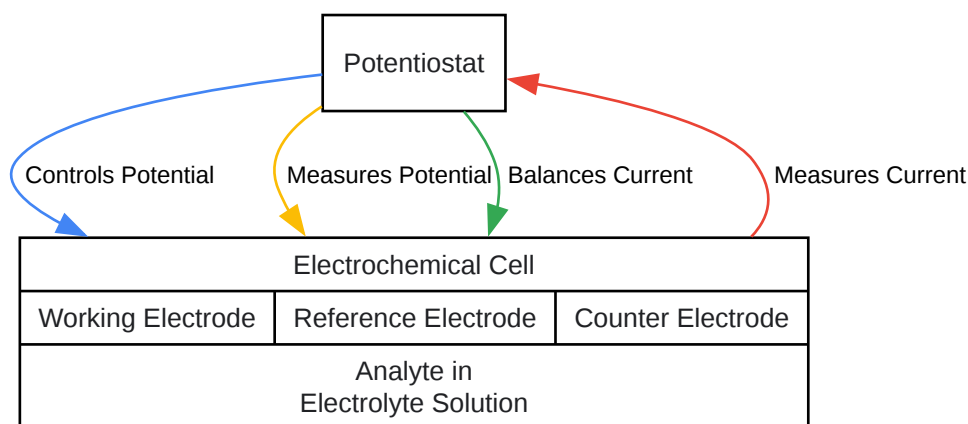 Potentiostat
Controls Potential
Measures Potential
Balances Current
Measures Current
Electrochemical Cell
Working Electrode
Reference Electrode
Counter Electrode
Analyte in
Electrolyte Solution